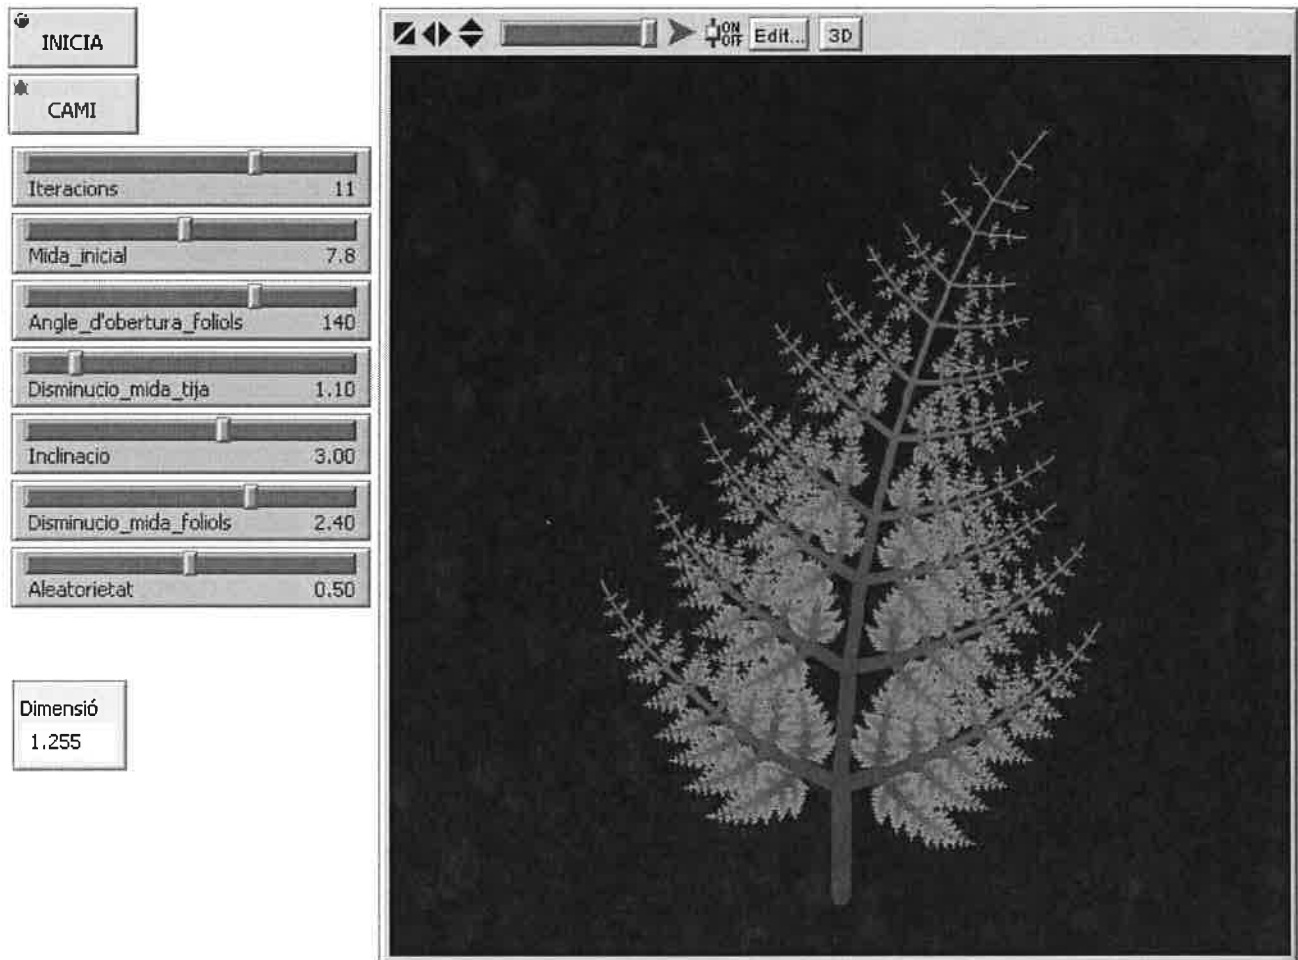 INICIA
CAMI
Iteracions 11
Mida_inicial 7.8
Angle_d'obertura_foliols 140
Disminucio_mida_tija 1.10
Inclinacio 3.00
Disminucio_mida_foliols 2.40
Aleatorietat 0.50
Dimensió
1.255
ON
OFF
Edit...
3D